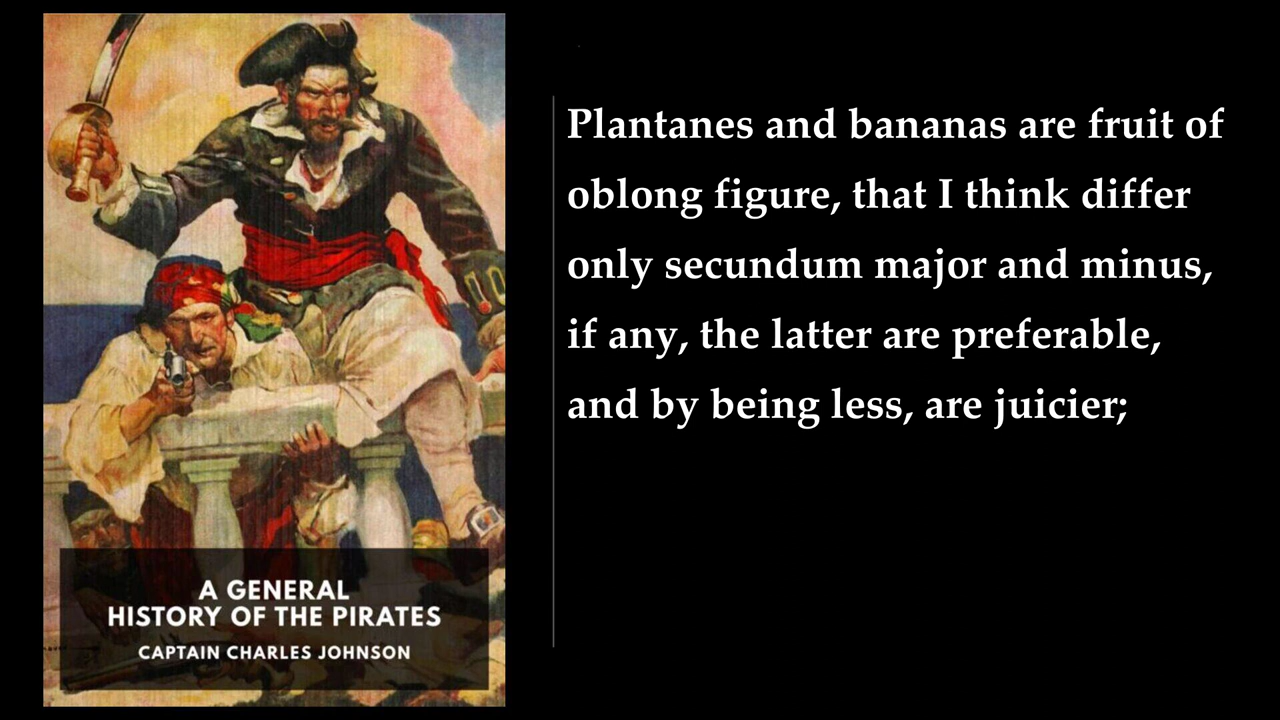 Plantanes and bananas are fruit of
oblong figure, that I think differ
only secundum major and minus,
if any, the latter are preferable,
and by being less, are juicier;
A GENERAL
HISTORY OF THE PIRATES
CAPTAIN CHARLES JOHNSON